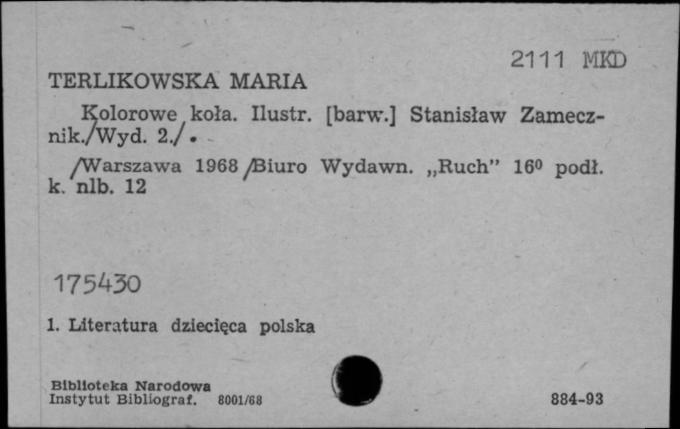 2111 MKD
TERLIKOWSKA MARIA
Kolorowe koła. Ilustr. [barw.] Stanisław Zamecz-
nik./Wyd. 2./.
/Warszawa 1968/Biuro Wydawn. „Ruch” 16⁰ podł.
k. nlb. 12
175430
1. Literatura dziecięca polska
Biblioteka Narodowa
Instytut Bibliograf. 8001/68
884-93